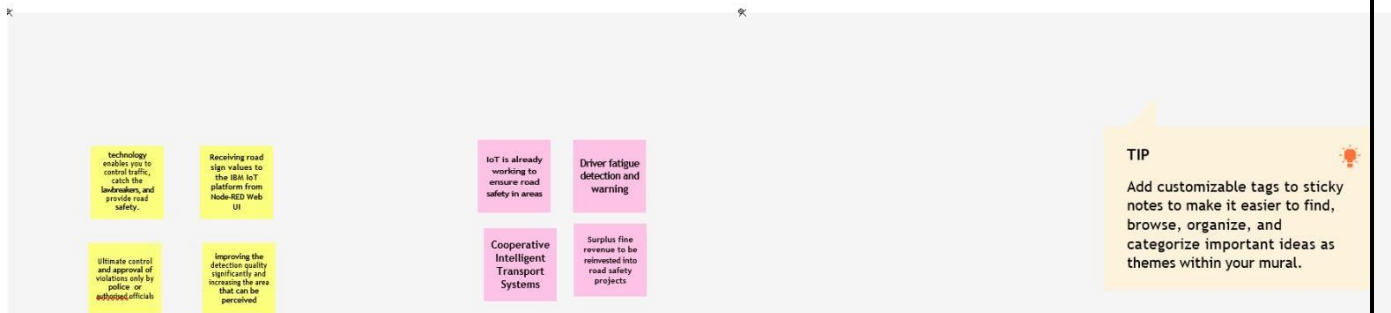 technology
enables you to
control traffic,
catch the
lawbreakers, and
provide road
safety.
Receiving road
sign values to
the IBM IoT
platform from
Node-RED Web
UI
IoT is already
working to
ensure road
safety in areas
Driver fatigue
detection and
warning
Ultimate control
and approval of
violations only by
police or
authorised officials
improving the
detection quality
significantly and
increasing the area
that can be
perceived
Cooperative
Intelligent
Transport
Systems
Surplus fine
revenue to be
reinvested into
road safety
projects
TIP
Add customizable tags to sticky
notes to make it easier to find,
browse, organize, and
categorize important ideas as
themes within your mural.